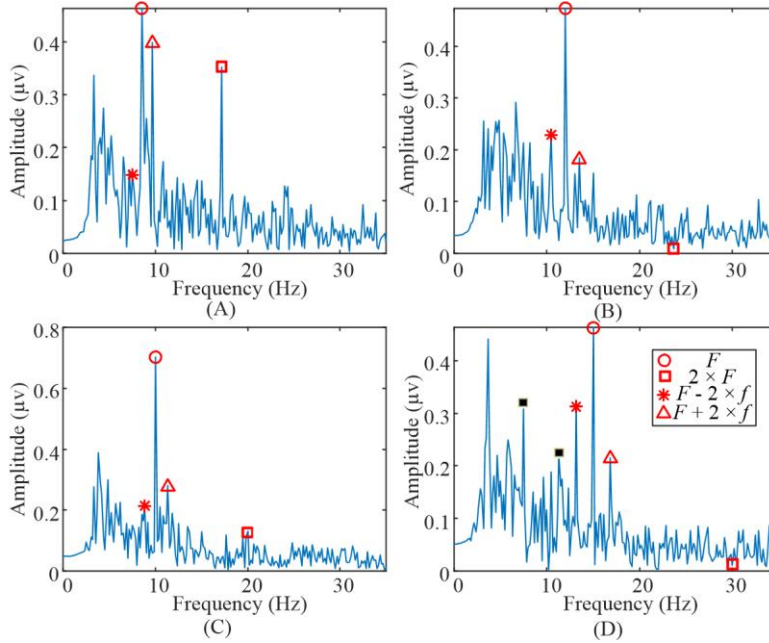 0.4
0.3
0.2
0.1
0
Amplitude (μv)
0 10 20 30
Frequency (Hz)
(A)
0.4
0.3
0.2
0.1
0
Amplitude (μv)
0 10 20 30
Frequency (Hz)
(B)
0.8
0.6
0.4
0.2
0
Amplitude (μv)
0 10 20 30
Frequency (Hz)
(C)
0.4
0.3
0.2
0.1
0
Amplitude (μv)
0 10 20 30
Frequency (Hz)
(D)
F
2 × F
F - 2 × f
F + 2 × f